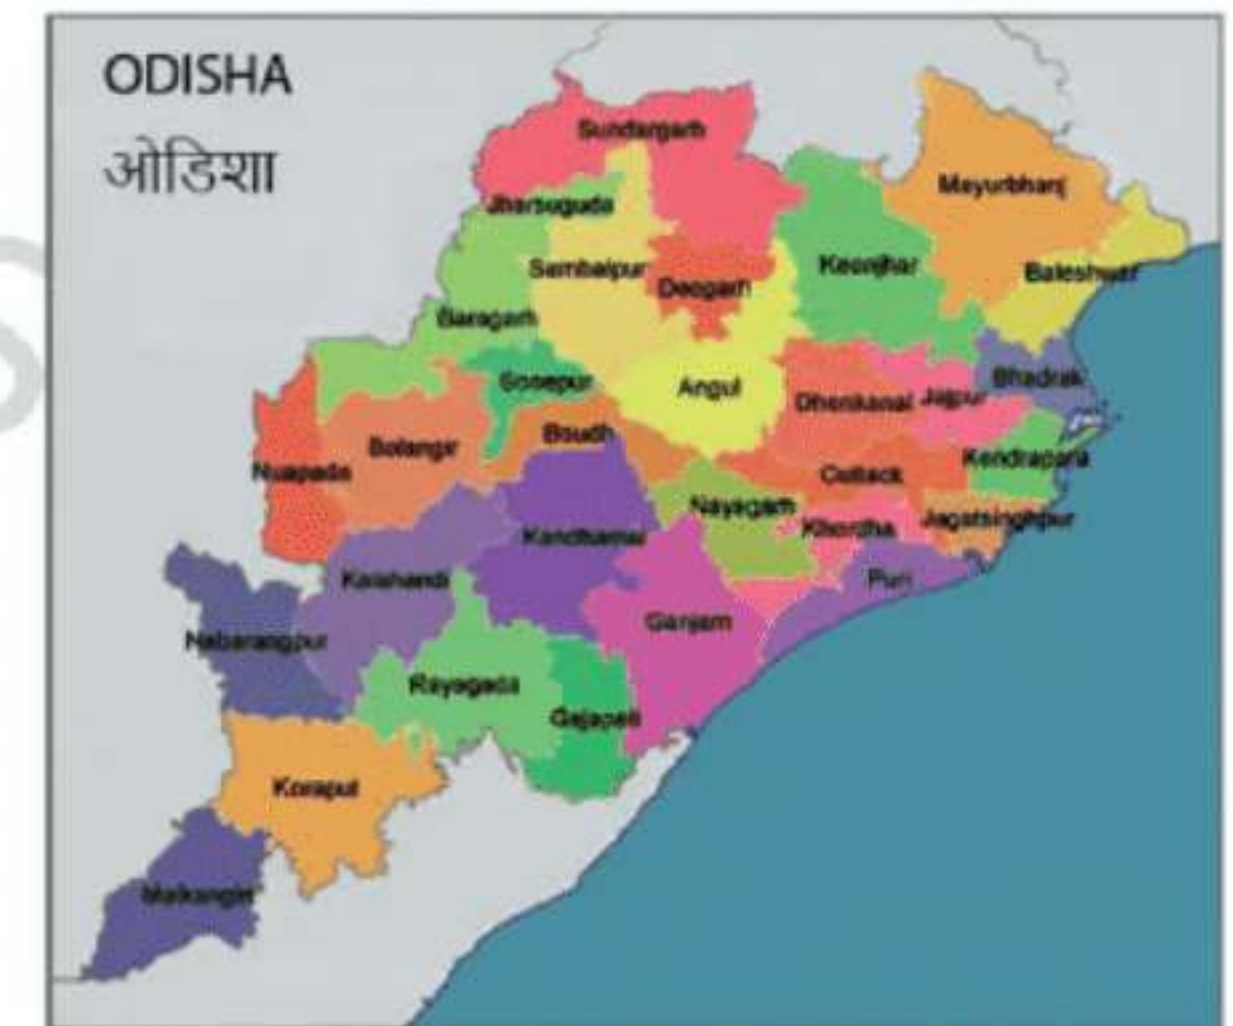 ODISHA
ओडिशा
Sundargarh
Mayurbhanj
Jharsuguda
Keonjhar
Sambalpur
Baleshwar
Deogarh
Baragarh
Bhadrak
Sonepur
Angul
Dhenkanal
Jajpur
Boudh
Bolangir
Kendrapara
Nuapada
Cuttack
Nayagarh
Jagatsinghpur
Khordha
Kandhamal
Kalahandi
Puri
Ganjam
Nabarangpur
Rayagada
Gajapati
Koraput
Malkangiri